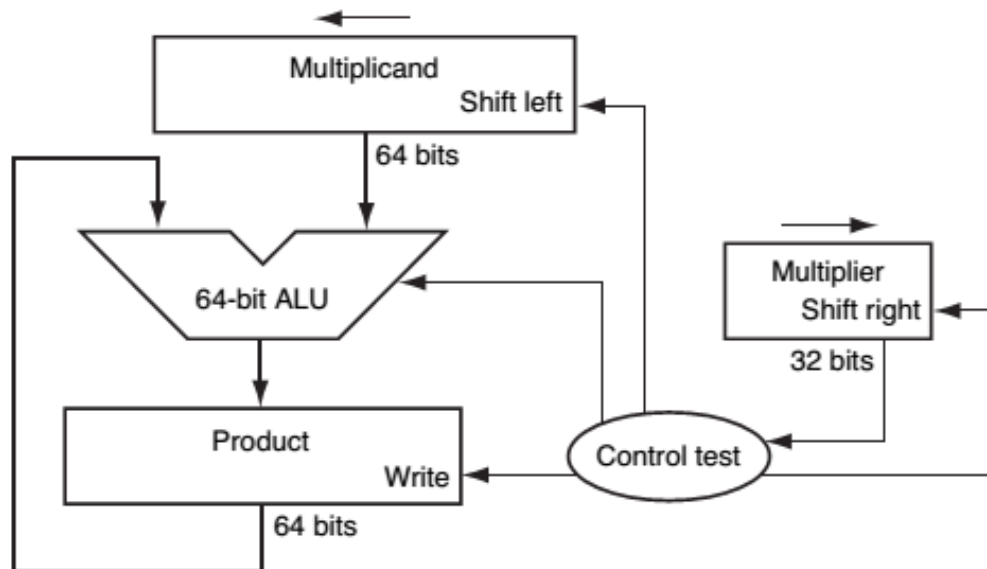 Multiplicand
Shift left
64 bits
64-bit ALU
Multiplier
Shift right
32 bits
Product
Write
Control test
64 bits